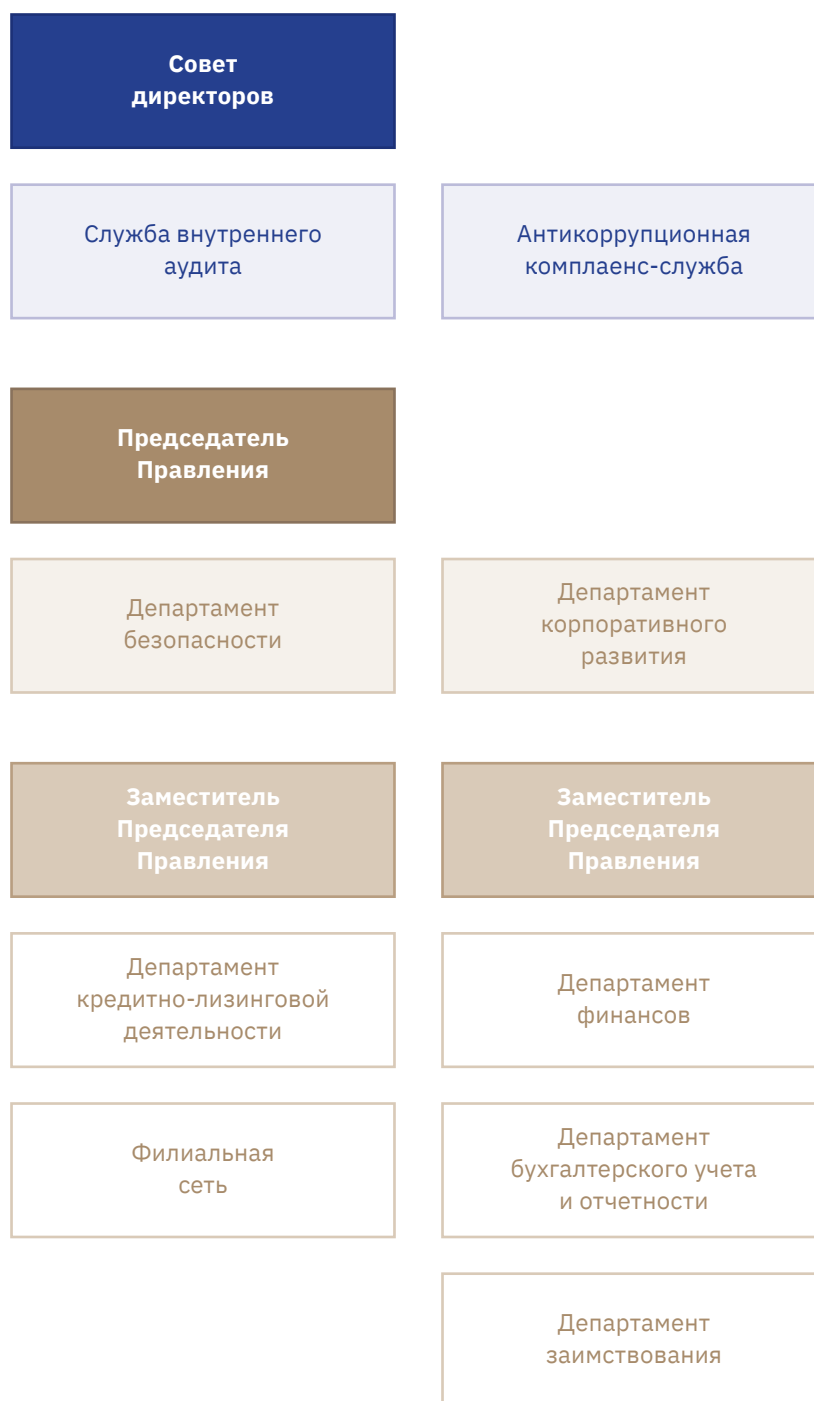 Совет
директоров
Служба внутреннего
аудита
Антикоррупционная
комплаенс-служба
Председатель
Правления
Департамент
безопасности
Департамент
корпоративного
развития
Заместитель
Председателя
Правления
Заместитель
Председателя
Правления
Департамент
кредитно-лизинговой
деятельности
Департамент
финансов
Филиальная
сеть
Департамент
бухгалтерского учета
и отчетности
Департамент
заимствования